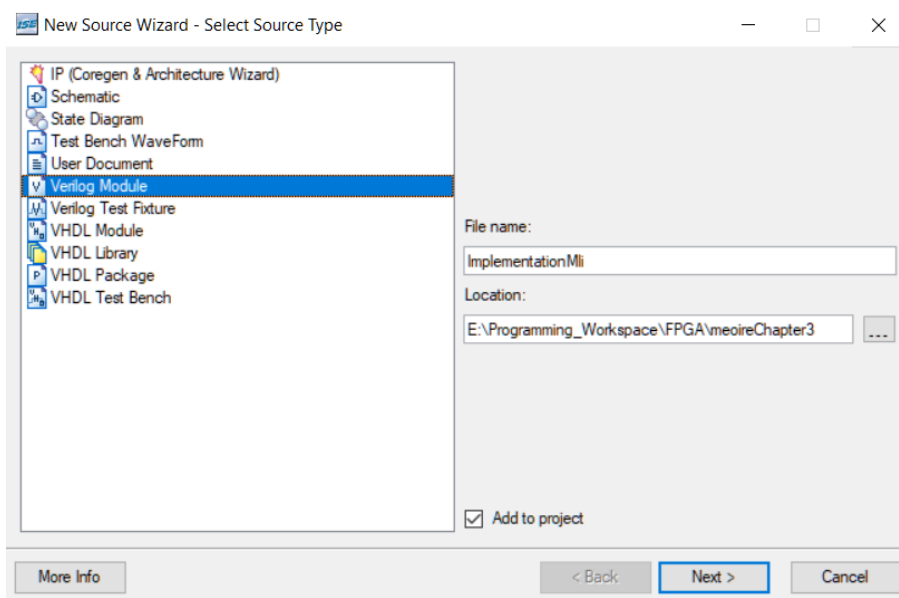 ISE New Source Wizard - Select Source Type
IP (Coregen & Architecture Wizard)
Schematic
State Diagram
Test Bench WaveForm
User Document
Verilog Module
Verilog Test Fixture
VHDL Module
VHDL Library
VHDL Package
VHDL Test Bench
File name:
ImplementationMli
Location:
E:\Programming_Workspace\FPGA\meoireChapter3
...
Add to project
More Info
< Back
Next >
Cancel